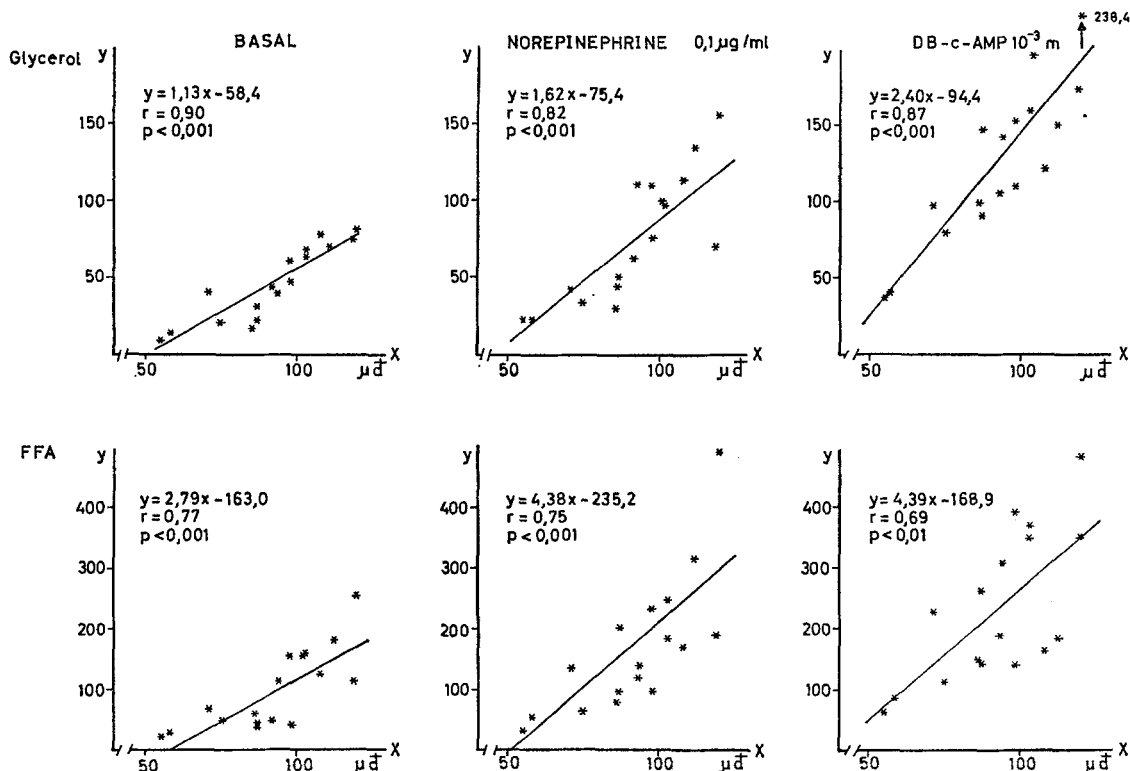 BASAL
NOREPINEPHRINE 0,1 µg/ml
DB-c-AMP 10⁻³ m
* 238,4
Glycerol
y
y=1,13x-58,4
r=0,90
p<0,001
150
100
50
50 100 X
µd
y
y=1,62x-75,4
r=0,82
p<0,001
150
100
50
50 100 X
µd
y
y=2,40x-94,4
r=0,87
p<0,001
150
100
50
50 100 X
µd
FFA
y
y=2,79x-163,0
r=0,77
p<0,001
400
300
200
100
50 100 X
µd
y
y=4,38x-235,2
r=0,75
p<0,001
400
300
200
100
50 100 X
µd
y
y=4,39x-168,9
r=0,69
p<0,01
400
300
200
100
50 100 X
µd